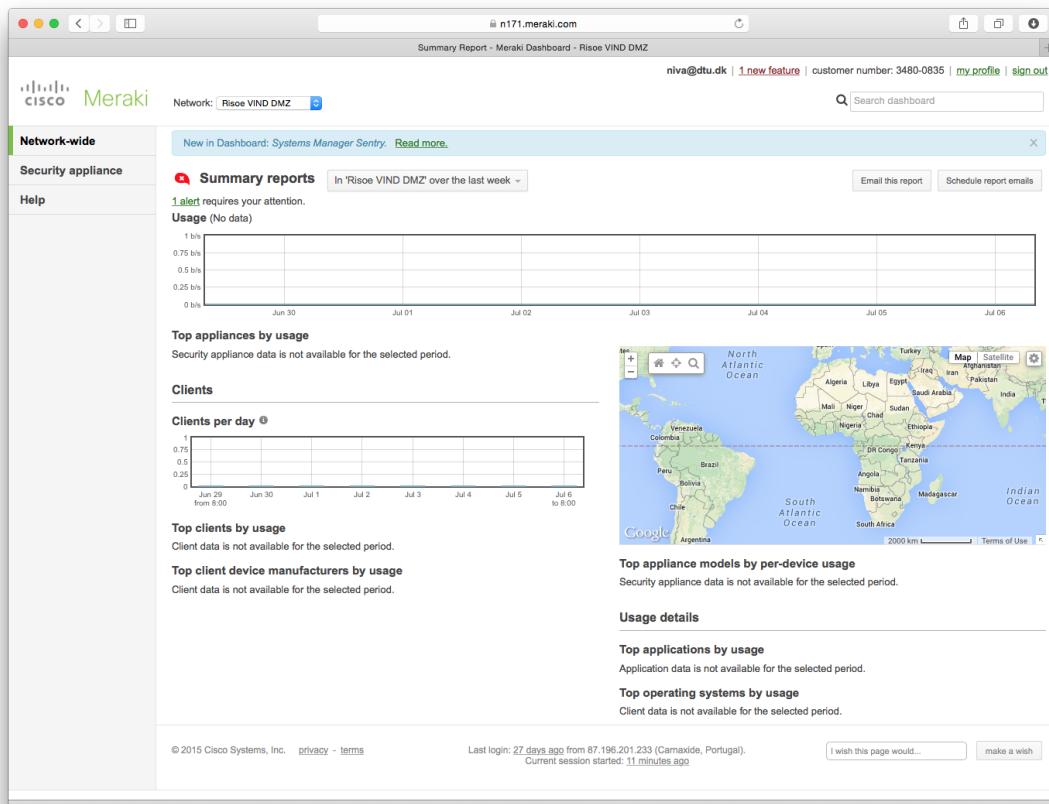 n171.meraki.com
Summary Report - Meraki Dashboard - Risoe VIND DMZ
niva@dtu.dk | 1 new feature | customer number: 3480-0835 | my profile | sign out
CISCO Meraki
Network: Risoe VIND DMZ
Search dashboard
Network-wide
Security appliance
Help
New in Dashboard: Systems Manager Sentry. Read more.
Summary reports
In 'Risoe VIND DMZ' over the last week
Email this report
Schedule report emails
1 alert requires your attention.
Usage (No data)
1 b/s
0.75 b/s
0.5 b/s
0.25 b/s
0 b/s
Jun 30 Jul 01 Jul 02 Jul 03 Jul 04 Jul 05 Jul 06
Top appliances by usage
Security appliance data is not available for the selected period.
Clients
Clients per day
1
0.75
0.5
0.25
0
Jun 29 Jun 30 Jul 1 Jul 2 Jul 3 Jul 4 Jul 5 Jul 6
from 8:00 to 8:00
Top clients by usage
Client data is not available for the selected period.
Top client device manufacturers by usage
Client data is not available for the selected period.
Map Satellite
North
Atlantic
Ocean
Turkey
Iraq
Iran
Afghanistan
Pakistan
Algeria
Libya
Egypt
Saudi Arabia
India
Mali
Niger
Chad
Sudan
Nigeria
Ethiopia
Venezuela
Colombia
DR Congo
Kenya
Tanzania
Peru
Brazil
Bolivia
Angola
Namibia
Botswana
Madagascar
Chile
South
Atlantic
Ocean
Indian
Ocean
South Africa
Argentina
Google
2000 km
Terms of Use
Top appliance models by per-device usage
Security appliance data is not available for the selected period.
Usage details
Top applications by usage
Application data is not available for the selected period.
Top operating systems by usage
Client data is not available for the selected period.
© 2015 Cisco Systems, Inc. privacy - terms
Last login: 27 days ago from 87.196.201.233 (Carnaxide, Portugal).
Current session started: 11 minutes ago
I wish this page would...
make a wish